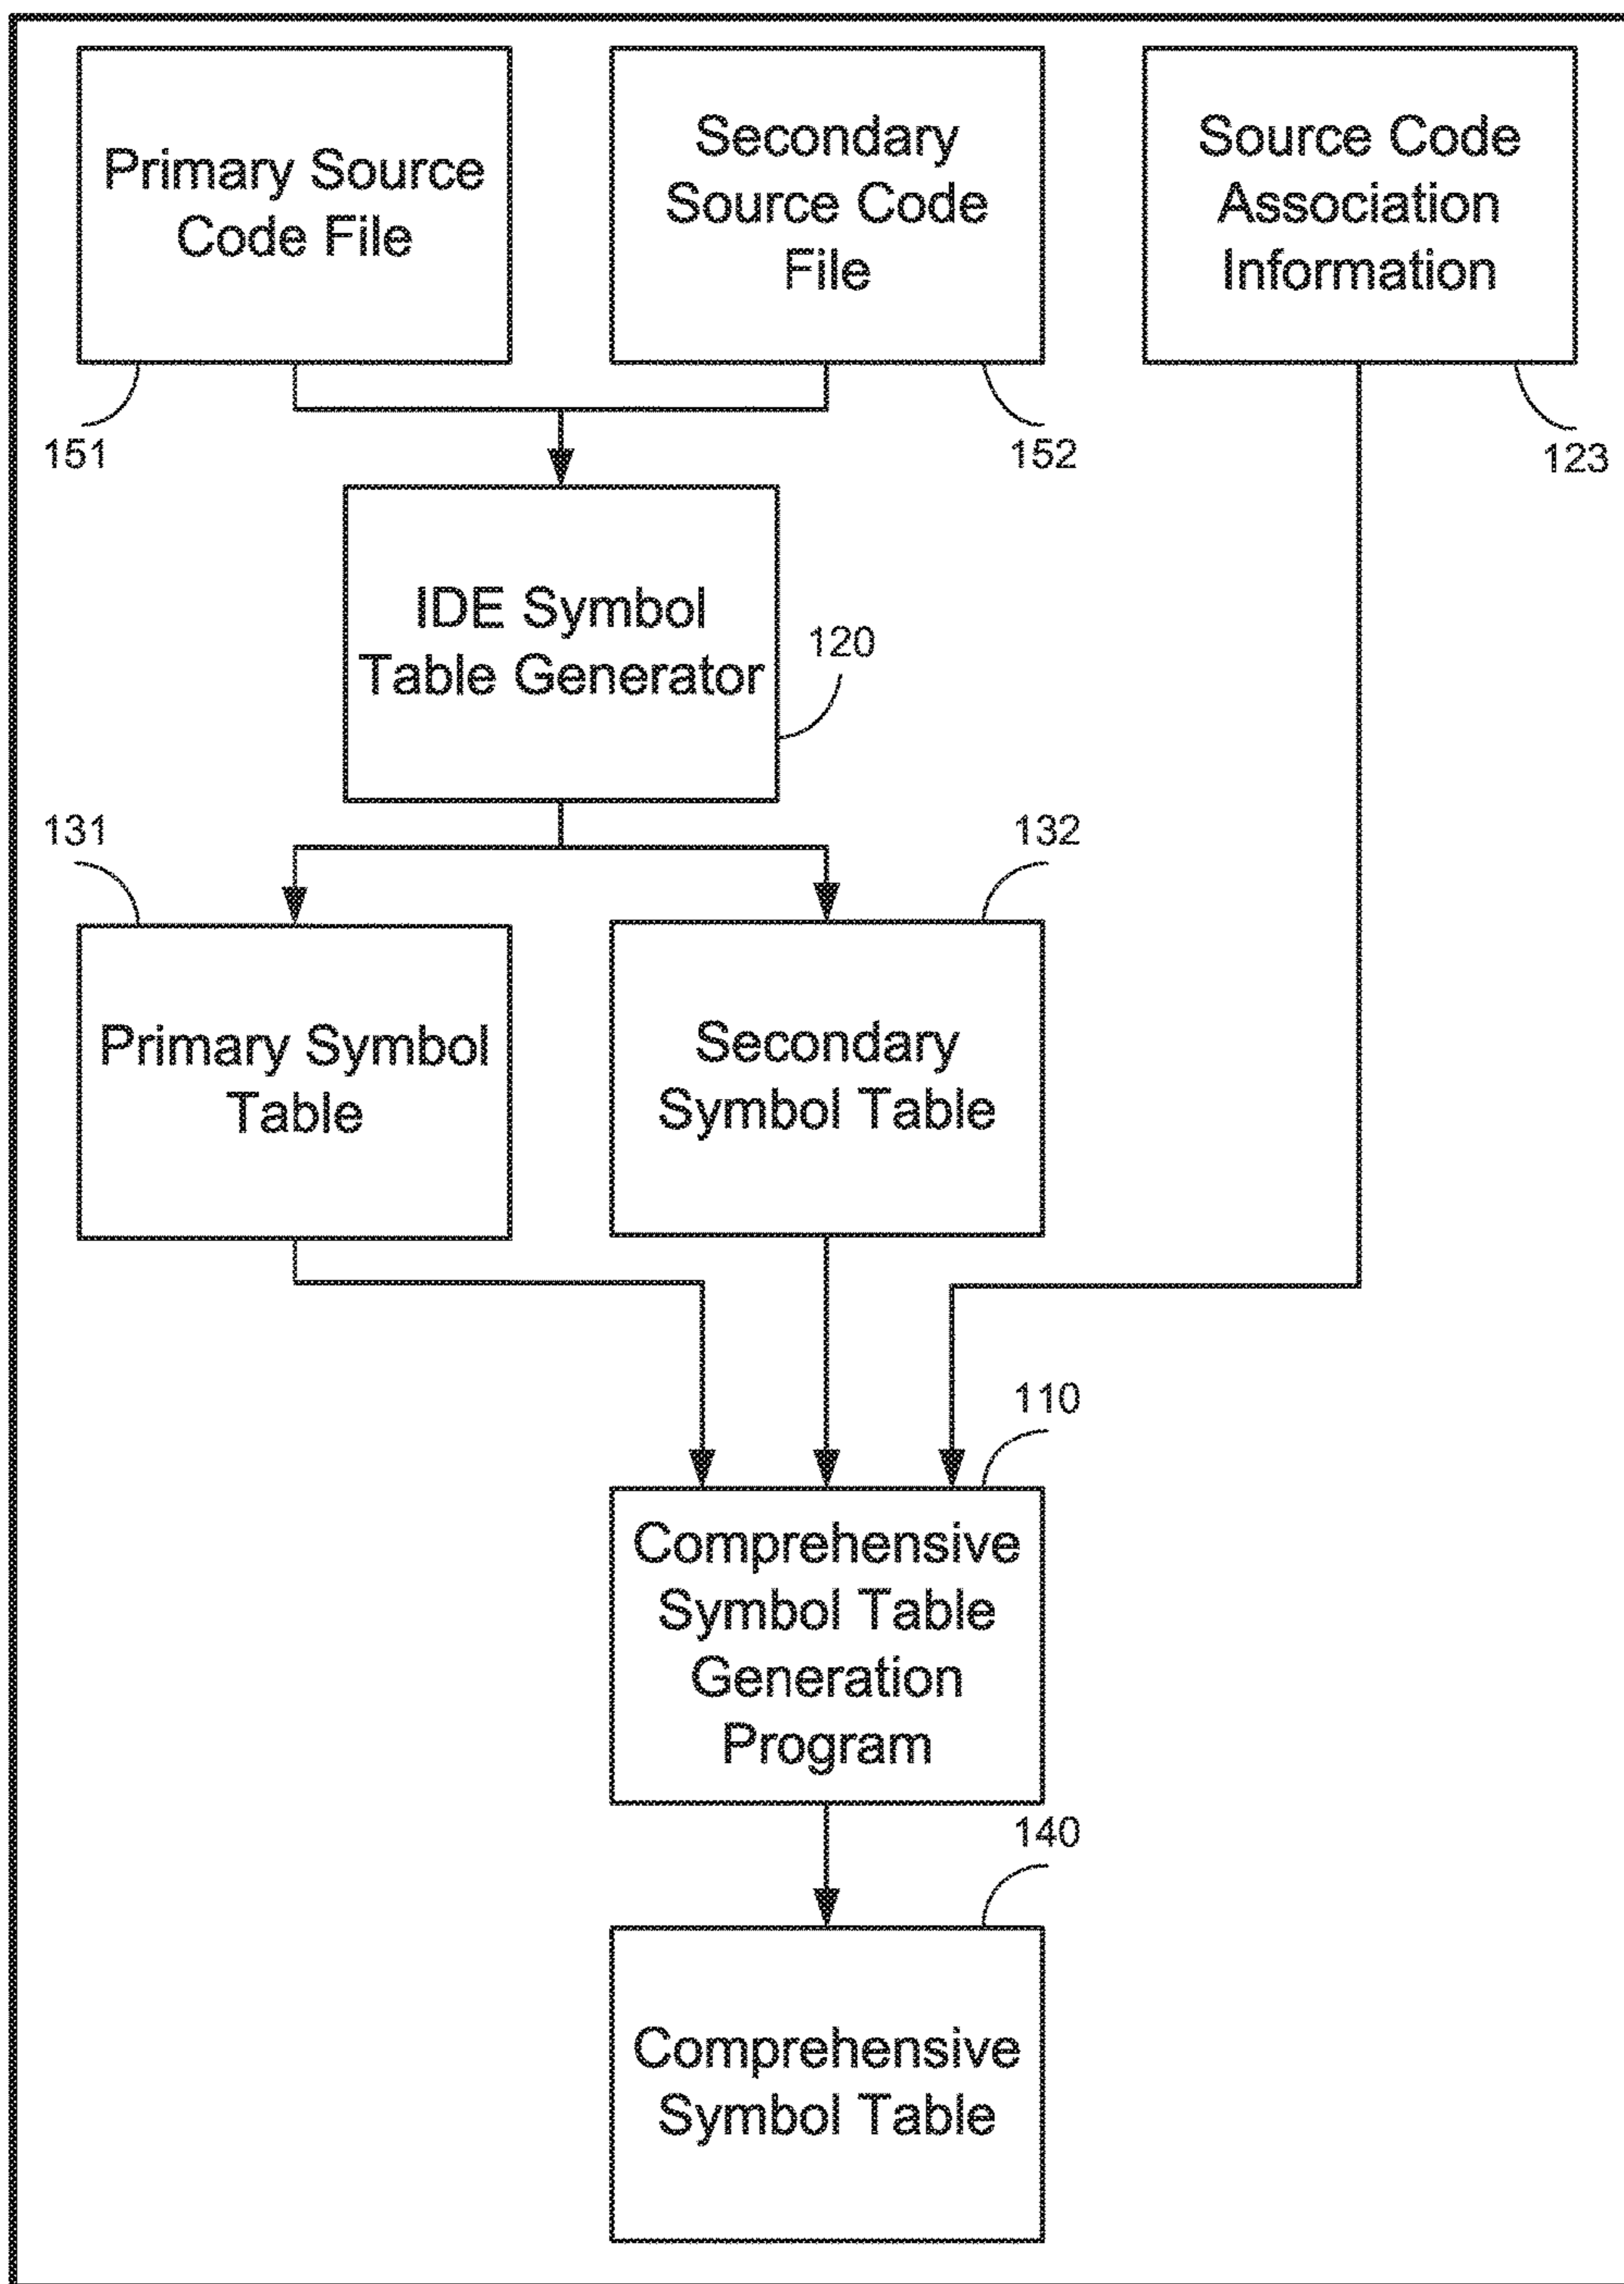 Primary Source
Code File
Secondary
Source Code
File
Source Code
Association
Information
151
152
123
IDE Symbol
Table Generator
120
131
132
Primary Symbol
Table
Secondary
Symbol Table
110
Comprehensive
Symbol Table
Generation
Program
140
Comprehensive
Symbol Table